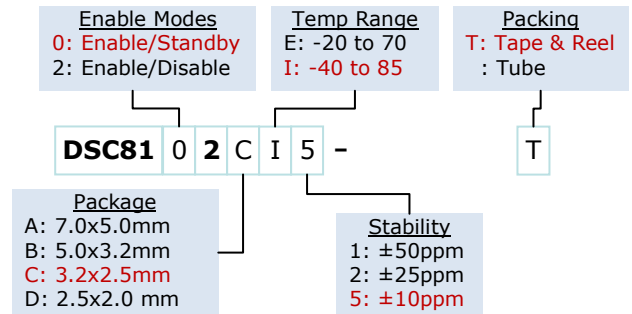 Enable Modes
0: Enable/Standby
2: Enable/Disable
Temp Range
E: -20 to 70
I: -40 to 85
Packing
T: Tape & Reel
: Tube
DSC81 0 2 C I 5 – T
Package
A: 7.0x5.0mm
B: 5.0x3.2mm
C: 3.2x2.5mm
D: 2.5x2.0 mm
Stability
1: ±50ppm
2: ±25ppm
5: ±10ppm